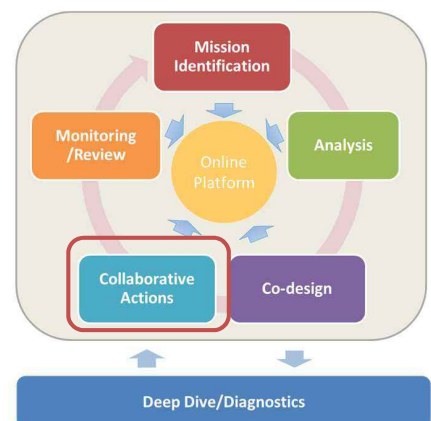 Mission
Identification
Monitoring
/Review
Online
Platform
Analysis
Collaborative
Actions
Co-design
Deep Dive/Diagnostics